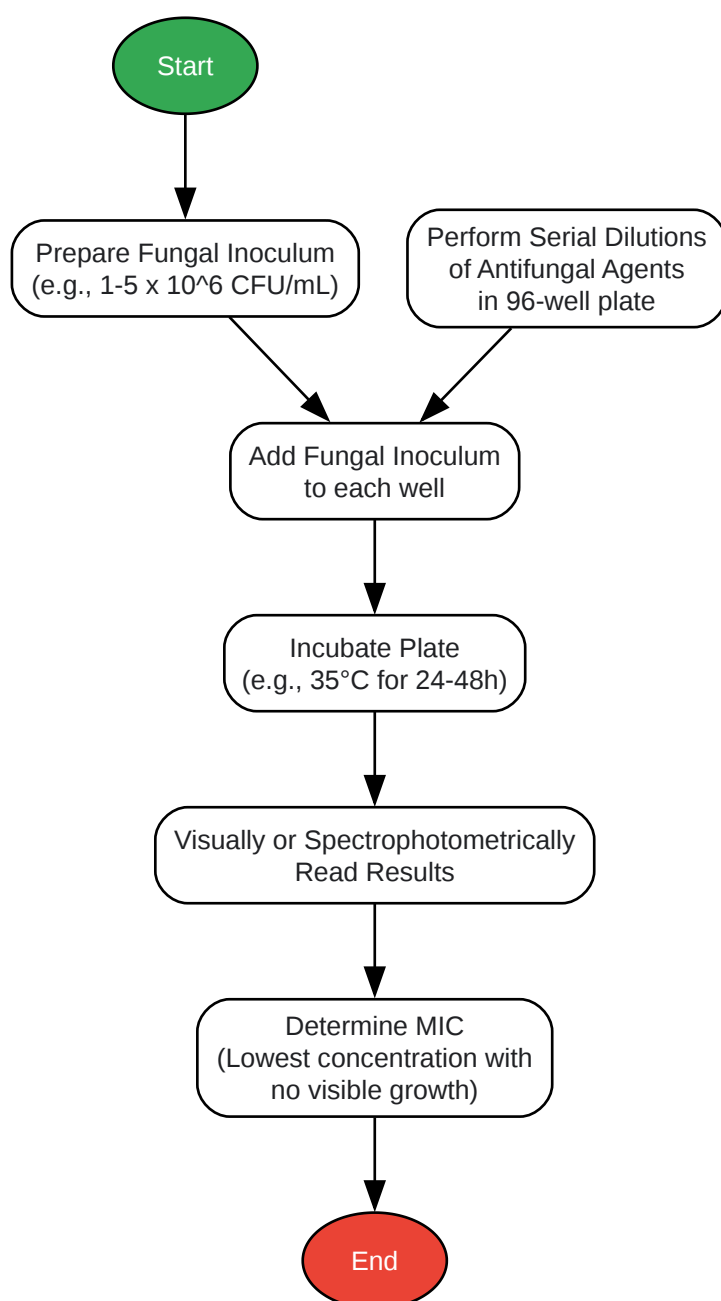 Start
Prepare Fungal Inoculum
(e.g., 1-5 x 10^6 CFU/mL)
Perform Serial Dilutions
of Antifungal Agents
in 96-well plate
Add Fungal Inoculum
to each well
Incubate Plate
(e.g., 35°C for 24-48h)
Visually or Spectrophotometrically
Read Results
Determine MIC
(Lowest concentration with
no visible growth)
End